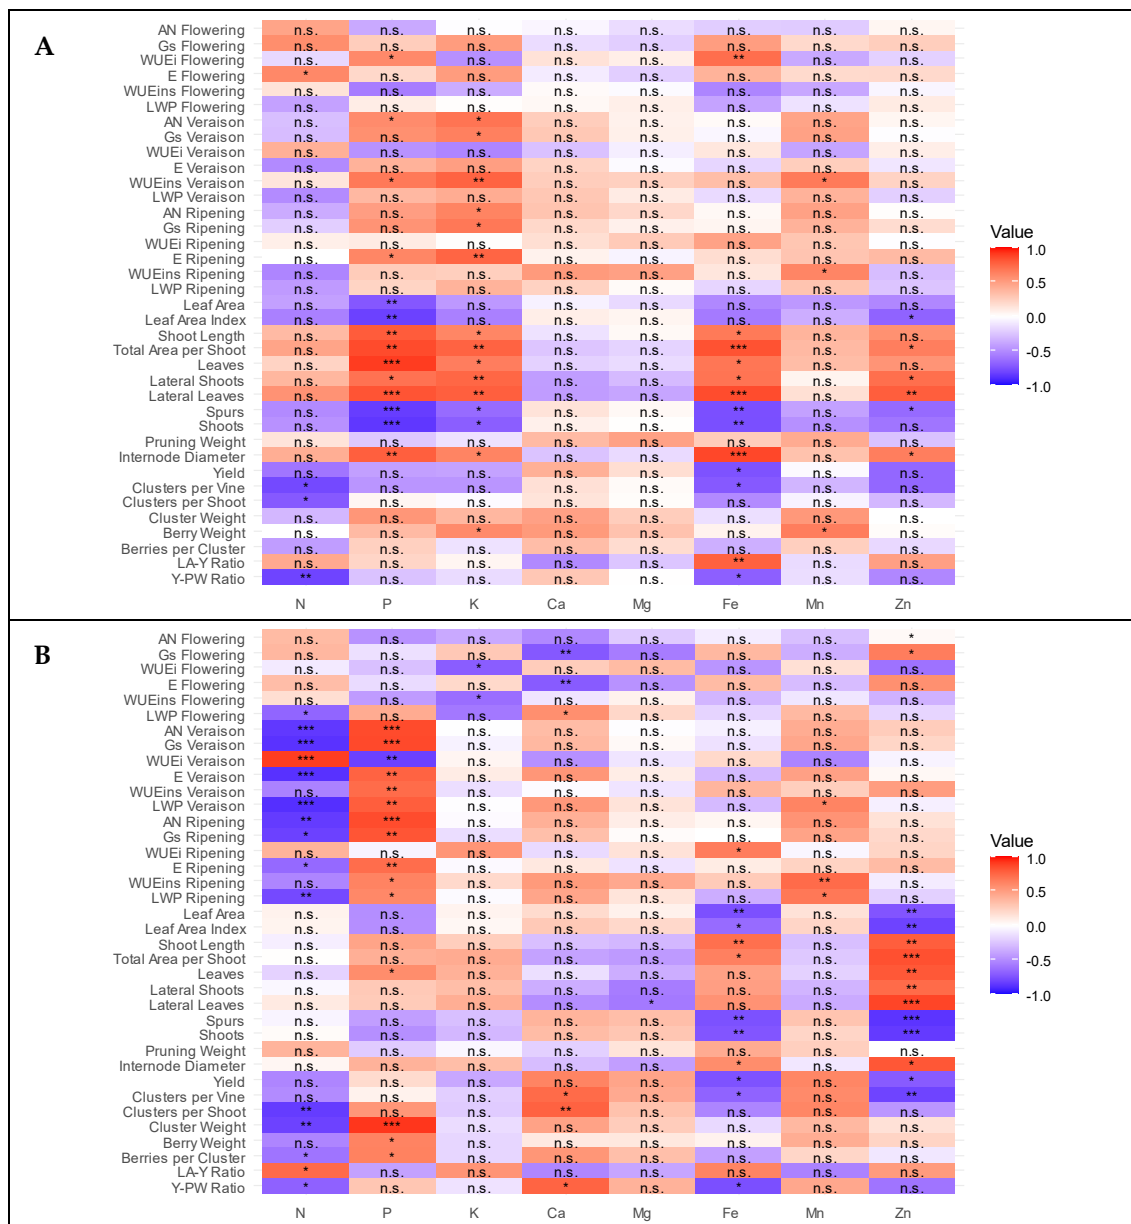 A
AN Flowering n.s. n.s. n.s. n.s. n.s. n.s. n.s. n.s.
Gs Flowering n.s. n.s. n.s. n.s. n.s. n.s. n.s. n.s.
WUEi Flowering n.s. * n.s. n.s. n.s. ** n.s. n.s.
E Flowering * n.s. n.s. n.s. n.s. n.s. n.s. n.s.
WUEins Flowering n.s. n.s. n.s. n.s. n.s. n.s. n.s. n.s.
LWP Flowering n.s. n.s. n.s. n.s. n.s. n.s. n.s. n.s.
AN Veraison n.s. * * n.s. n.s. n.s. n.s. n.s.
Gs Veraison n.s. n.s. * n.s. n.s. n.s. n.s. n.s.
WUEi Veraison n.s. n.s. n.s. n.s. n.s. n.s. n.s. n.s.
E Veraison n.s. n.s. n.s. n.s. n.s. n.s. n.s. n.s.
WUEins Veraison n.s. * ** n.s. n.s. n.s. * n.s.
LWP Veraison n.s. n.s. n.s. n.s. n.s. n.s. n.s. n.s.
AN Ripening n.s. n.s. * n.s. n.s. n.s. n.s. n.s.
Gs Ripening n.s. n.s. * n.s. n.s. n.s. n.s. n.s.
WUEi Ripening n.s. n.s. n.s. n.s. n.s. n.s. n.s. n.s.
E Ripening n.s. * ** n.s. n.s. n.s. n.s. n.s.
WUEins Ripening n.s. n.s. n.s. n.s. n.s. n.s. * n.s.
LWP Ripening n.s. n.s. n.s. n.s. n.s. n.s. n.s. n.s.
Leaf Area n.s. ** n.s. n.s. n.s. n.s. n.s. n.s.
Leaf Area Index n.s. ** n.s. n.s. n.s. n.s. n.s. *
Shoot Length n.s. ** * n.s. n.s. * n.s. n.s.
Total Area per Shoot n.s. ** ** n.s. n.s. *** n.s. *
Leaves n.s. *** * n.s. n.s. * n.s. n.s.
Lateral Shoots n.s. * ** n.s. n.s. * n.s. *
Lateral Leaves n.s. *** ** n.s. n.s. *** n.s. **
Spurs n.s. *** * n.s. n.s. ** n.s. *
Shoots n.s. *** * n.s. n.s. ** n.s. n.s.
Pruning Weight n.s. n.s. n.s. n.s. n.s. n.s. n.s. n.s.
Internode Diameter n.s. ** * n.s. n.s. *** n.s. *
Yield n.s. n.s. n.s. n.s. n.s. * n.s. n.s.
Clusters per Vine * n.s. n.s. n.s. n.s. * n.s. n.s.
Clusters per Shoot * n.s. n.s. n.s. n.s. n.s. n.s. n.s.
Cluster Weight n.s. n.s. n.s. n.s. n.s. n.s. n.s. n.s.
Berry Weight n.s. n.s. * n.s. n.s. n.s. * n.s.
Berries per Cluster n.s. n.s. n.s. n.s. n.s. n.s. n.s. n.s.
LA-Y Ratio n.s. n.s. n.s. n.s. n.s. ** n.s. n.s.
Y-PW Ratio ** n.s. n.s. n.s. n.s. * n.s. n.s.
N P K Ca Mg Fe Mn Zn
Value
1.0
0.5
0.0
-0.5
-1.0
B
AN Flowering n.s. n.s. n.s. n.s. n.s. n.s. n.s. *
Gs Flowering n.s. n.s. n.s. ** n.s. n.s. n.s. *
WUEi Flowering n.s. n.s. * n.s. n.s. n.s. n.s. n.s.
E Flowering n.s. n.s. n.s. ** n.s. n.s. n.s. n.s.
WUEins Flowering n.s. n.s. * n.s. n.s. n.s. n.s. n.s.
LWP Flowering * n.s. n.s. * n.s. n.s. n.s. n.s.
AN Veraison *** *** n.s. n.s. n.s. n.s. n.s. n.s.
Gs Veraison *** *** n.s. n.s. n.s. n.s. n.s. n.s.
WUEi Veraison *** ** n.s. n.s. n.s. n.s. n.s. n.s.
E Veraison *** ** n.s. n.s. n.s. n.s. n.s. n.s.
WUEins Veraison n.s. ** n.s. n.s. n.s. n.s. n.s. n.s.
LWP Veraison *** ** n.s. n.s. n.s. n.s. * n.s.
AN Ripening ** *** n.s. n.s. n.s. n.s. n.s. n.s.
Gs Ripening * ** n.s. n.s. n.s. n.s. n.s. n.s.
WUEi Ripening n.s. n.s. n.s. n.s. n.s. * n.s. n.s.
E Ripening * ** n.s. n.s. n.s. n.s. n.s. n.s.
WUEins Ripening n.s. * n.s. n.s. n.s. n.s. ** n.s.
LWP Ripening ** * n.s. n.s. n.s. n.s. * n.s.
Leaf Area n.s. n.s. n.s. n.s. n.s. ** n.s. **
Leaf Area Index n.s. n.s. n.s. n.s. n.s. * n.s. **
Shoot Length n.s. n.s. n.s. n.s. n.s. ** n.s. **
Total Area per Shoot n.s. n.s. n.s. n.s. n.s. * n.s. ***
Leaves n.s. * n.s. n.s. n.s. n.s. n.s. **
Lateral Shoots n.s. n.s. n.s. n.s. n.s. n.s. n.s. **
Lateral Leaves n.s. n.s. n.s. n.s. * n.s. n.s. ***
Spurs n.s. n.s. n.s. n.s. n.s. ** n.s. ***
Shoots n.s. n.s. n.s. n.s. n.s. ** n.s. ***
Pruning Weight n.s. n.s. n.s. n.s. n.s. n.s. n.s. n.s.
Internode Diameter n.s. n.s. n.s. n.s. n.s. * n.s. *
Yield n.s. n.s. n.s. n.s. n.s. * n.s. *
Clusters per Vine n.s. n.s. n.s. * n.s. * n.s. **
Clusters per Shoot ** n.s. n.s. ** n.s. n.s. n.s. n.s.
Cluster Weight ** *** n.s. n.s. n.s. n.s. n.s. n.s.
Berry Weight n.s. * n.s. n.s. n.s. n.s. n.s. n.s.
Berries per Cluster * * n.s. n.s. n.s. n.s. n.s. n.s.
LA-Y Ratio * n.s. n.s. n.s. n.s. n.s. n.s. n.s.
Y-PW Ratio * n.s. n.s. * n.s. * n.s. n.s.
N P K Ca Mg Fe Mn Zn
Value
1.0
0.5
0.0
-0.5
-1.0